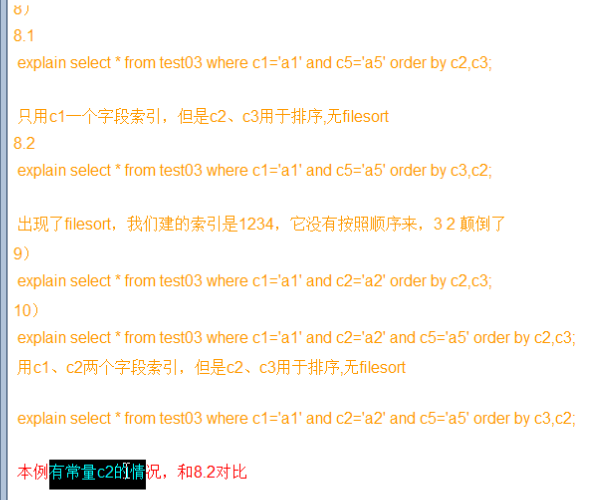 8）
8.1
explain select * from test03 where c1='a1' and c5='a5' order by c2,c3;
只用c1一个字段索引，但是c2、c3用于排序,无filesort
8.2
explain select * from test03 where c1='a1' and c5='a5' order by c3,c2;
出现了filesort，我们建的索引是1234，它没有按照顺序来，3 2 颠倒了
9）
explain select * from test03 where c1='a1' and c2='a2' order by c2,c3;
10）
explain select * from test03 where c1='a1' and c2='a2' and c5='a5' order by c2,c3;
用c1、c2两个字段索引，但是c2、c3用于排序,无filesort
explain select * from test03 where c1='a1' and c2='a2' and c5='a5' order by c3,c2;
本例有常量c2的情况，和8.2对比